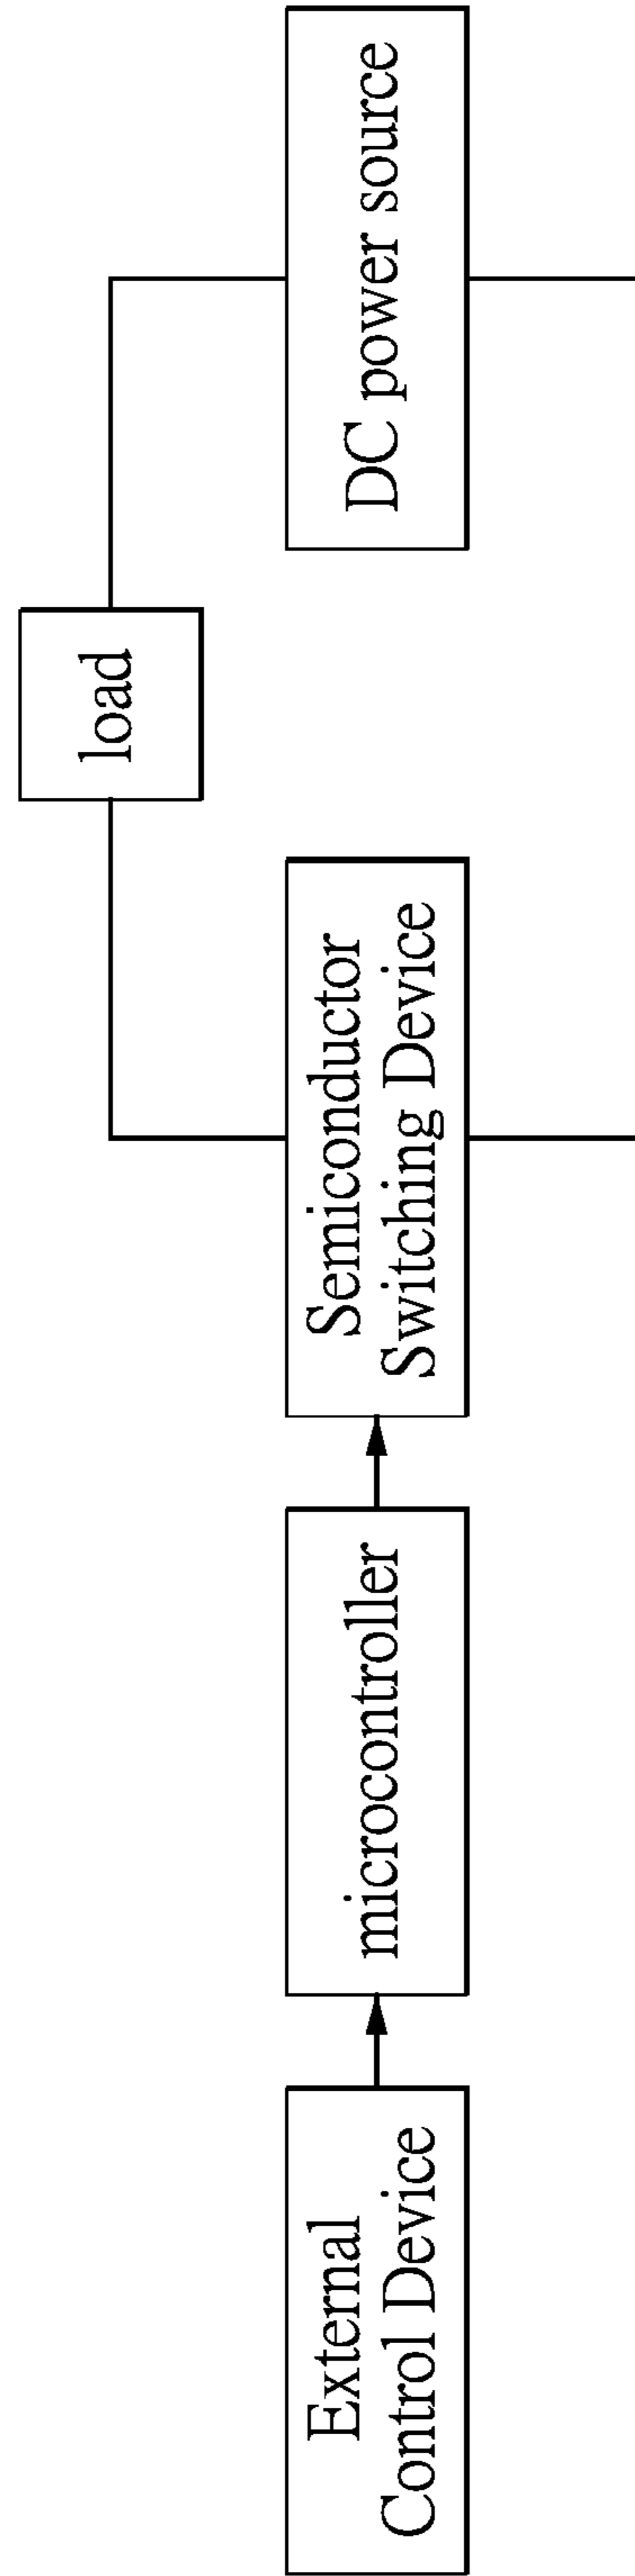 load
External
Control Device
microcontroller
Semiconductor
Switching Device
DC power source